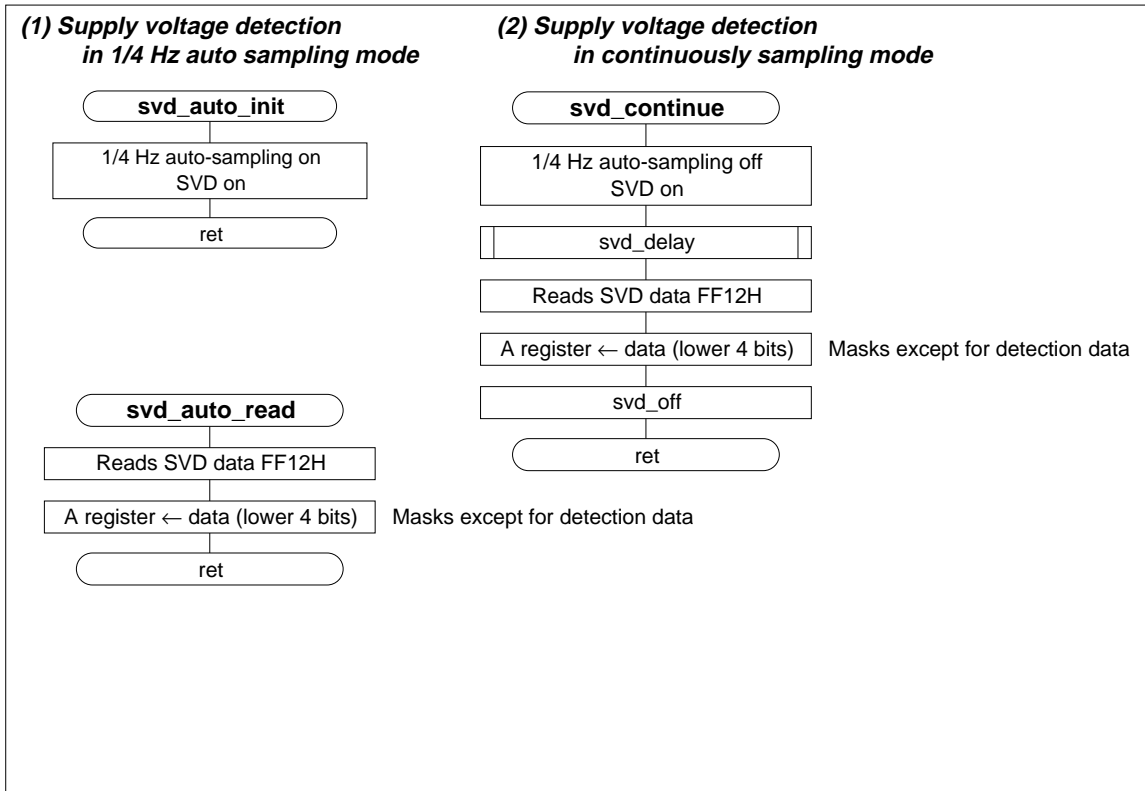 (1) Supply voltage detection
in 1/4 Hz auto sampling mode
svd_auto_init
1/4 Hz auto-sampling on
SVD on
ret
svd_auto_read
Reads SVD data FF12H
A register ← data (lower 4 bits)
Masks except for detection data
ret
(2) Supply voltage detection
in continuously sampling mode
svd_continue
1/4 Hz auto-sampling off
SVD on
svd_delay
Reads SVD data FF12H
A register ← data (lower 4 bits)
Masks except for detection data
svd_off
ret